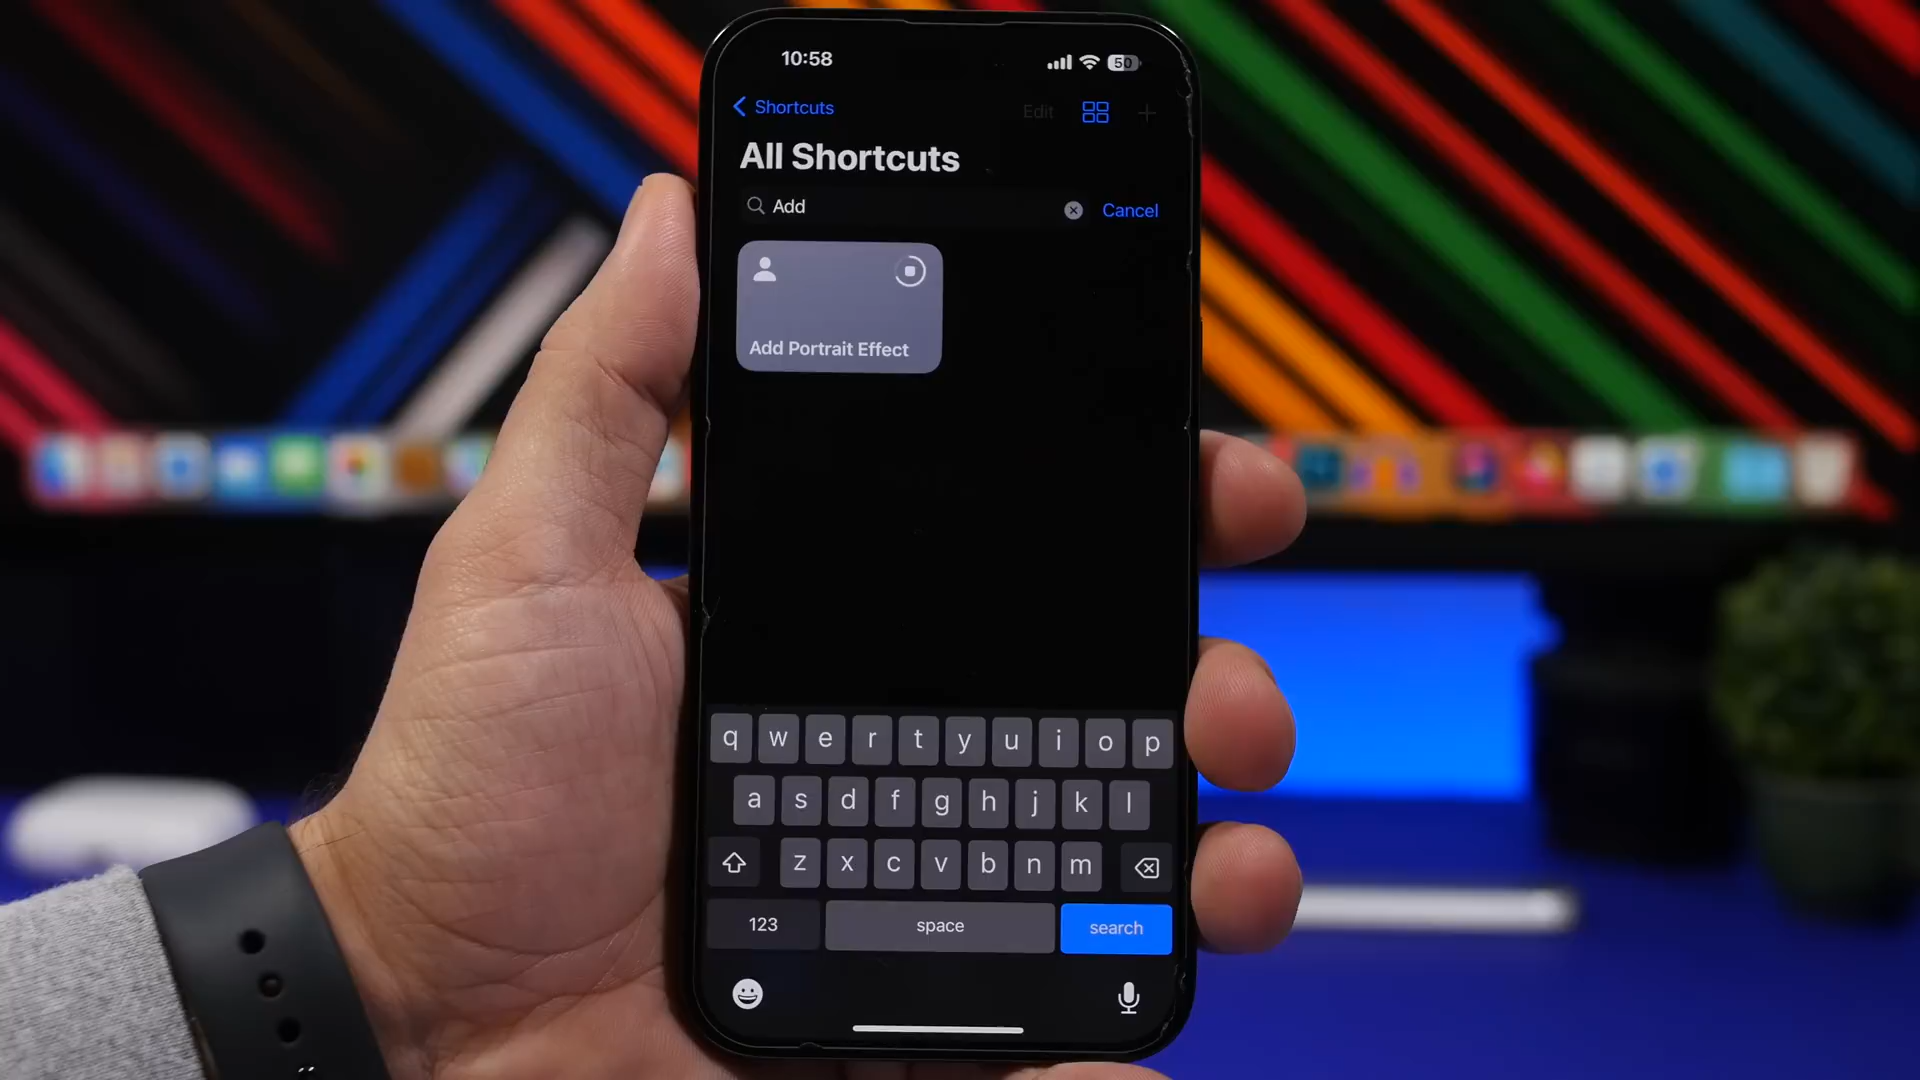 10:58
50
Shortcuts
Edit
All Shortcuts
Add
Cancel
Add Portrait Effect
q w e r t y u i o p
a s d f g h j k l
z x c v b n m
123 space search